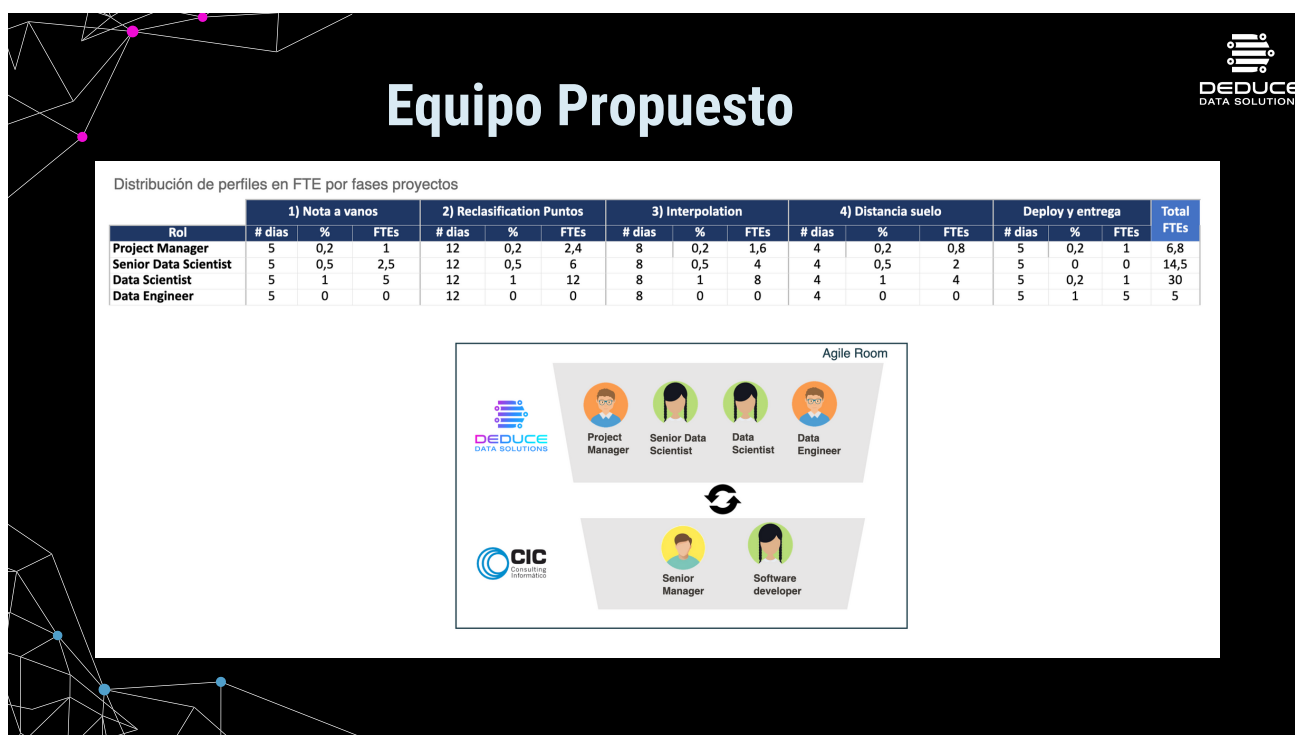 DEDUCE
DATA SOLUTION
Equipo Propuesto
Distribución de perfiles en FTE por fases proyectos
1) Nota a vanos 2) Reclasification Puntos 3) Interpolation 4) Distancia suelo Deploy y entrega Total FTEs
Rol # dias % FTEs # dias % FTEs # dias % FTEs # dias % FTEs # dias % FTEs
Project Manager 5 0,2 1 12 0,2 2,4 8 0,2 1,6 4 0,2 0,8 5 0,2 1 6,8
Senior Data Scientist 5 0,5 2,5 12 0,5 6 8 0,5 4 4 0,5 2 5 0 0 14,5
Data Scientist 5 1 5 12 1 12 8 1 8 4 1 4 5 0,2 1 30
Data Engineer 5 0 0 12 0 0 8 0 0 4 0 0 5 1 5 5
Agile Room
DEDUCE
DATA SOLUTIONS
Project
Manager
Senior Data
Scientist
Data
Scientist
Data
Engineer
CIC
Consulting
Informático
Senior
Manager
Software
developer